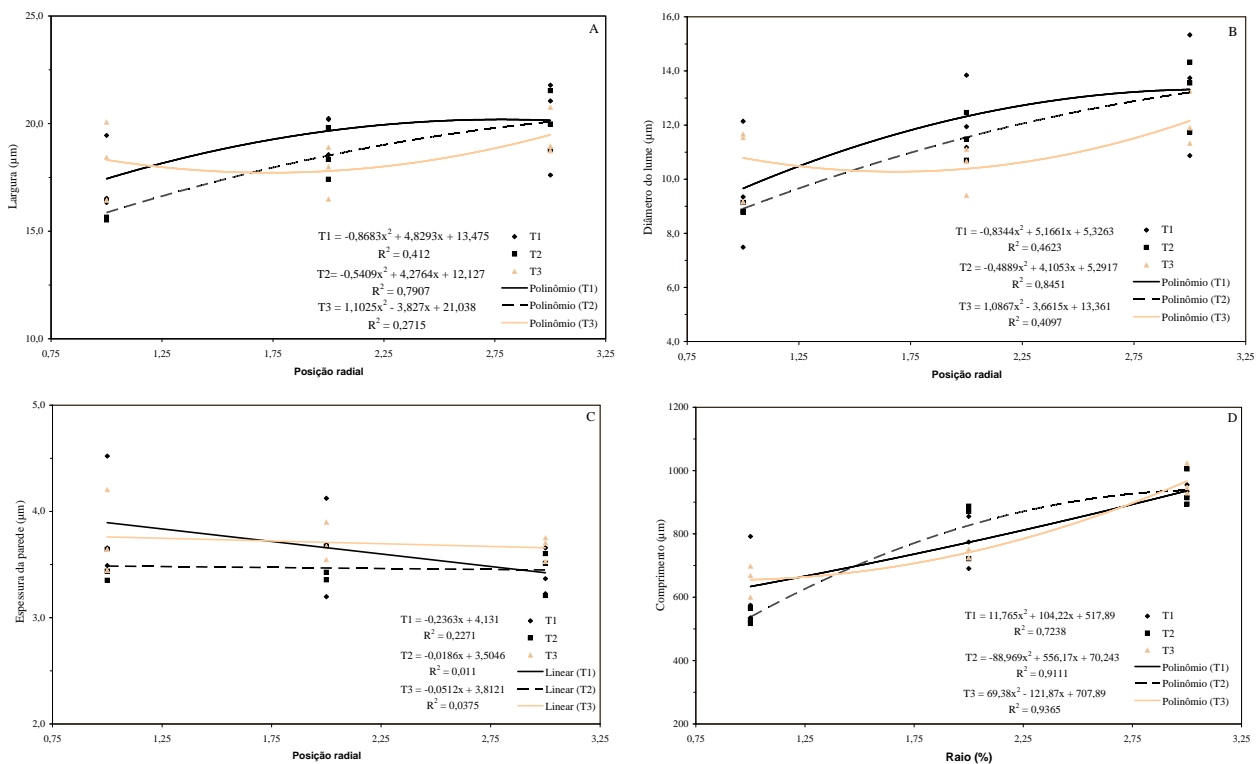 A
25,0
20,0
15,0
10,0
Largura (µm)
T1 = -0,8683x² + 4,8293x + 13,475
R² = 0,412
T2= -0,5409x² + 4,2764x + 12,127
R² = 0,7907
T3 = 1,1025x² - 3,827x + 21,038
R² = 0,2715
T1
T2
T3
Polinômio (T1)
Polinômio (T2)
Polinômio (T3)
0,75 1,25 1,75 2,25 2,75 3,25
Posição radial
B
16,0
14,0
12,0
10,0
8,0
6,0
4,0
Diâmetro do lume (µm)
T1 = -0,8344x² + 5,1661x + 5,3263
R² = 0,4623
T2 = -0,4889x² + 4,1053x + 5,2917
R² = 0,8451
T3 = 1,0867x² - 3,6615x + 13,361
R² = 0,4097
T1
T2
T3
Polinômio (T1)
Polinômio (T2)
Polinômio (T3)
0,75 1,25 1,75 2,25 2,75 3,25
Posição radial
C
5,0
4,0
3,0
2,0
Espessura da parede (µm)
T1 = -0,2363x + 4,131
R² = 0,2271
T2 = -0,0186x + 3,5046
R² = 0,011
T3 = -0,0512x + 3,8121
R² = 0,0375
T1
T2
T3
Linear (T1)
Linear (T2)
Linear (T3)
0,75 1,25 1,75 2,25 2,75 3,25
Posição radial
D
1200
1000
800
600
400
200
Comprimento (µm)
T1 = 11,765x² + 104,22x + 517,89
R² = 0,7238
T2 = -88,969x² + 556,17x + 70,243
R² = 0,9111
T3 = 69,38x² - 121,87x + 707,89
R² = 0,9365
T1
T2
T3
Polinômio (T1)
Polinômio (T2)
Polinômio (T3)
0,75 1,25 1,75 2,25 2,75 3,25
Raio (%)